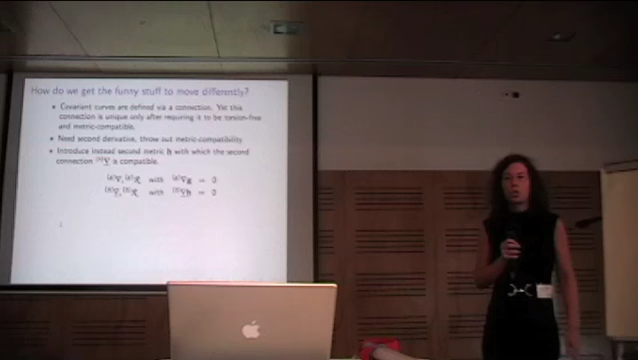 How do we get the funny stuff to move differently?
Covariant curves are defined via a connection. Yet this
connection is unique only after requiring it to be torsion-free
and metric-compatible.
Need second derivative, throw out metric-compatibility
Introduce instead second metric h with which the second
connection is compatible.
with = 0
with = 0